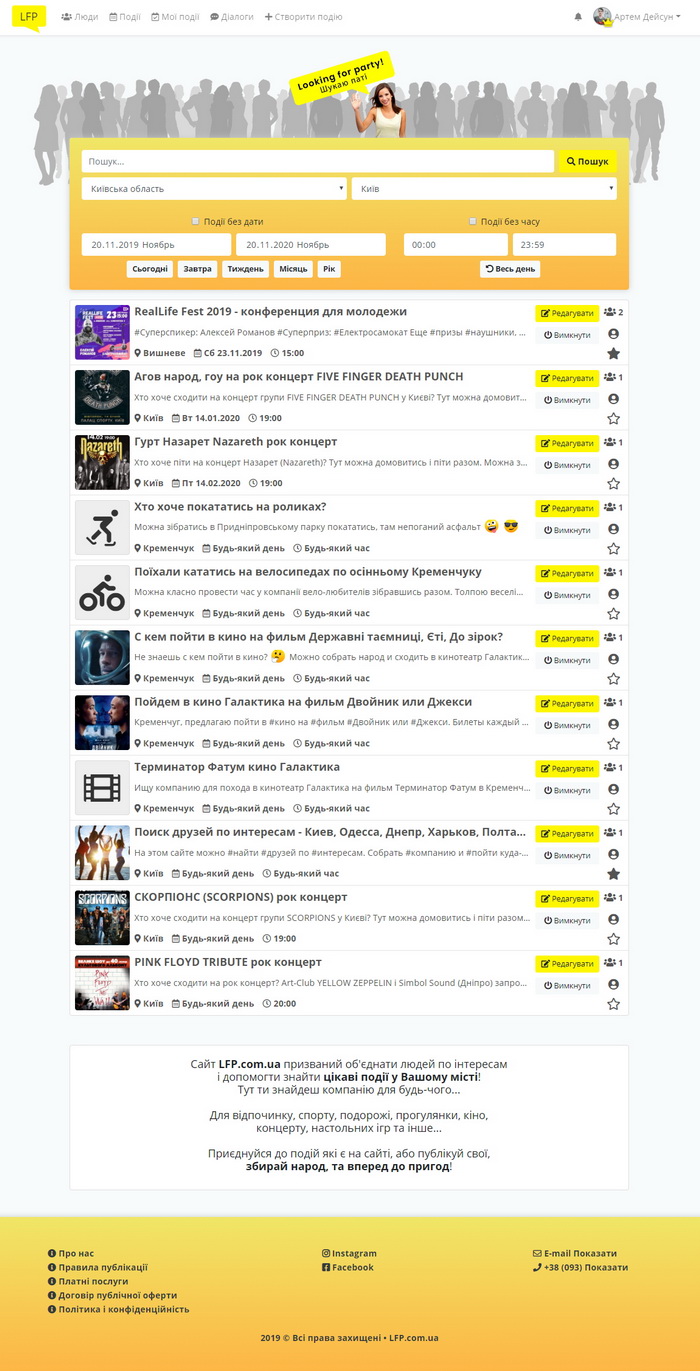 LFP Люди Події Мої події Діалоги Створити подію Артем Дейсун
Looking for party!
Шукаю паті
Пошук... Пошук
Київська область Київ
Події без дати Події без часу
20.11.2019 Ноябрь 20.11.2020 Ноябрь 00:00 23:59
Сьогодні Завтра Тиждень Місяць Рік Весь день
RealLife Fest 2019 - конференция для молодежи Редагувати 2
#Суперспикер: Алексей Романов #Суперприз: #Електросамокат Еще #призы #наушники, ... Вимкнути
Вишневе Сб 23.11.2019 15:00
Агов народ, гоу на рок концерт FIVE FINGER DEATH PUNCH Редагувати 1
Хто хоче сходити на концерт групи FIVE FINGER DEATH PUNCH у Києві? Тут можна домовит... Вимкнути
Київ Вт 14.01.2020 19:00
Гурт Назарет Nazareth рок концерт Редагувати 1
Хто хоче піти на концерт Назарет (Nazareth)? Тут можна домовитись і піти разом. Можна з... Вимкнути
Київ Пт 14.02.2020 19:00
Хто хоче покататись на роликах? Редагувати 1
Можна зібратись в Придніпровському парку покататись, там непоганий асфальт 🤪 😎 Вимкнути
Кременчук Будь-який день Будь-який час
Поїхали кататись на велосипедах по осінньому Кременчуку Редагувати 1
Можна класно провести час у компанії вело-любителів зібравшись разом. Толпою веселі... Вимкнути
Кременчук Будь-який день Будь-який час
С кем пойти в кино на фильм Державні таємниці, Єті, До зірок? Редагувати 1
Не знаешь с кем пойти в кино? 🤔 Можно собрать народ и сходить в кинотеатр Галактик... Вимкнути
Кременчук Будь-який день Будь-який час
Пойдем в кино Галактика на фильм Двойник или Джекси Редагувати 1
Кременчуг, предлагаю пойти в #кино на #фильм #Двойник или #Джекси. Билеты каждый ... Вимкнути
Кременчук Будь-який день Будь-який час
Терминатор Фатум кино Галактика Редагувати 1
Ищу компанию для похода в кинотеатр Галактика на фильм Терминатор Фатум в Кременч... Вимкнути
Кременчук Будь-який день Будь-який час
Поиск друзей по интересам - Киев, Одесса, Днепр, Харьков, Полта... Редагувати 1
На этом сайте можно #найти #друзей по #интересам. Собрать #компанию и #пойти куда-... Вимкнути
Київ Будь-який день Будь-який час
СКОРПІОНС (SCORPIONS) рок концерт Редагувати 1
Хто хоче сходити на концерт групи SCORPIONS у Києві? Тут можна домовитись і піти разом... Вимкнути
Київ Будь-який день 19:00
PINK FLOYD TRIBUTE рок концерт Редагувати 1
Хто хоче сходити на рок концерт? Art-Club YELLOW ZEPPELIN і Simbol Sound (Дніпро) запро... Вимкнути
Київ Будь-який день 20:00
Сайт LFP.com.ua призваний об'єднати людей по інтересам
і допомогти знайти цікаві події у Вашому місті!
Тут ти знайдеш компанію для будь-чого...
Для відпочинку, спорту, подорожі, прогулянки, кіно,
концерту, настольних ігр та інше...
Приєднуйся до подій які є на сайті, або публікуй свої,
збирай народ, та вперед до пригод!
Про нас Instagram E-mail Показати
Правила публікації Facebook +38 (093) Показати
Платні послуги
Договір публічної оферти
Політика і конфіденційність
2019 © Всі права захищені • LFP.com.ua